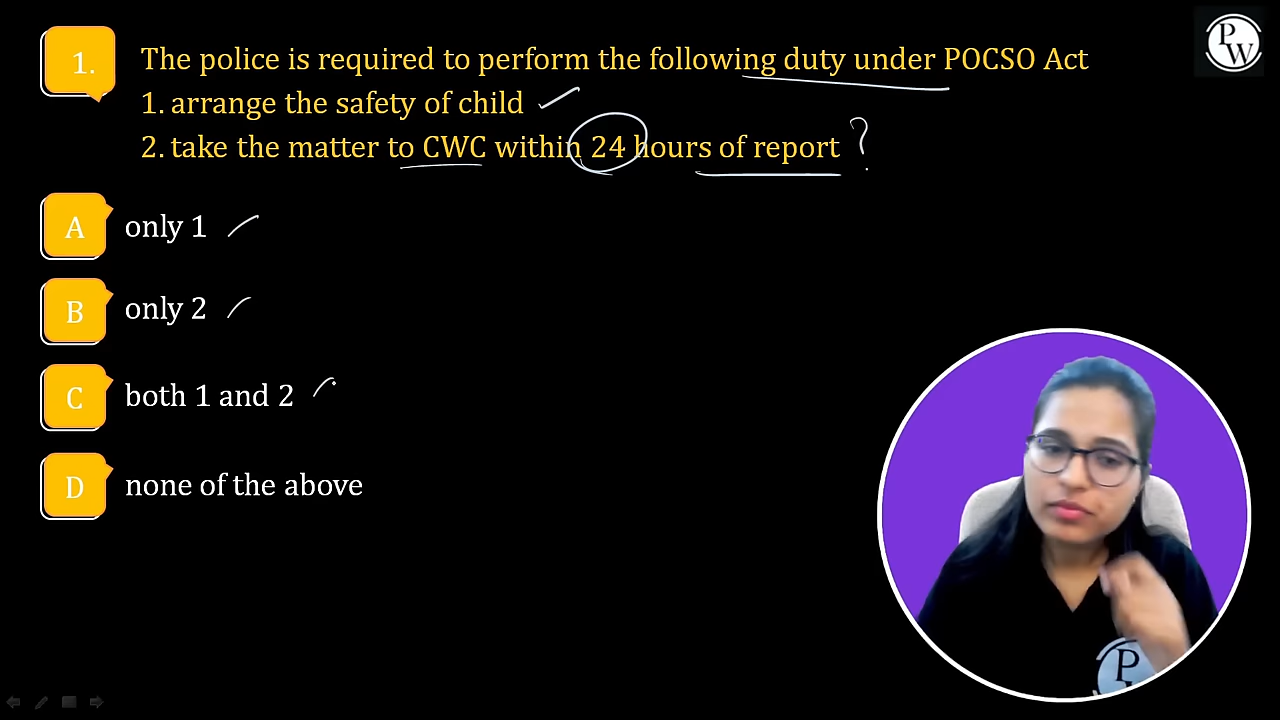 1.
The police is required to perform the following duty under POCSO Act
1. arrange the safety of child
2. take the matter to CWC within 24 hours of report ?
A only 1
B only 2
C both 1 and 2
D none of the above
PW
PW